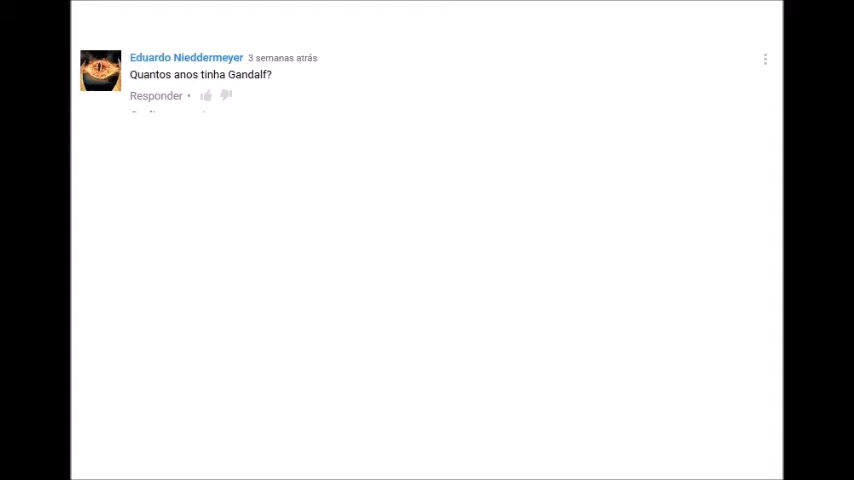 Eduardo Nieddermeyer 3 semanas atrás
Quantos anos tinha Gandalf?
Responder •